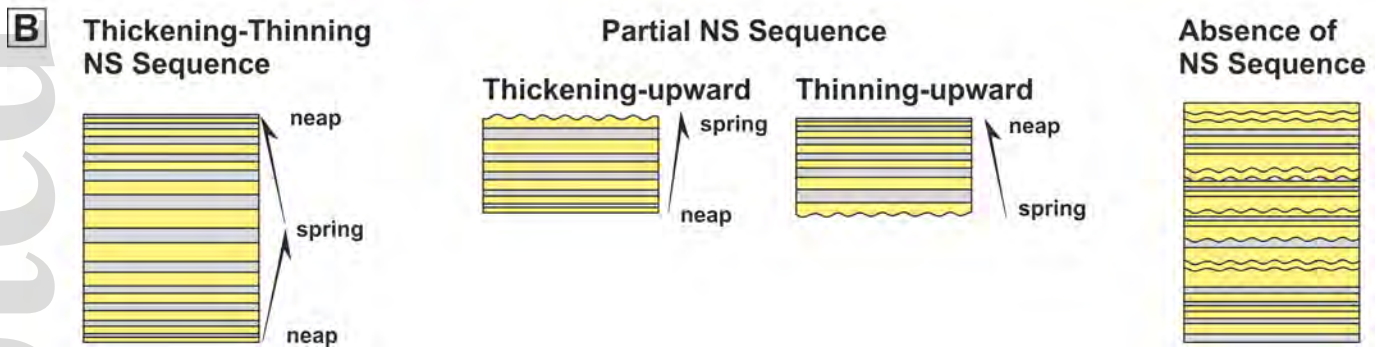 B
Thickening-Thinning
NS Sequence
neap
spring
neap
Partial NS Sequence
Thickening-upward
spring
neap
Thinning-upward
neap
spring
Absence of
NS Sequence